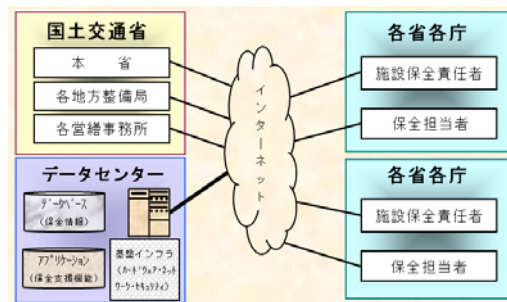 国土交通省
本　省
各地方整備局
各営繕事務所
データセンター
ﾃﾞｰﾀﾍﾞｰｽ
(保全情報)
ｱﾌﾟﾘｹｰｼｮﾝ
(保全支援機能)
基盤インフラ
(ﾊｰﾄﾞｳｪｱ・ﾈｯﾄ
ﾜｰｸ・ｾｷｭﾘﾃｨ)
インターネット
各省各庁
施設保全責任者
保全担当者
各省各庁
施設保全責任者
保全担当者